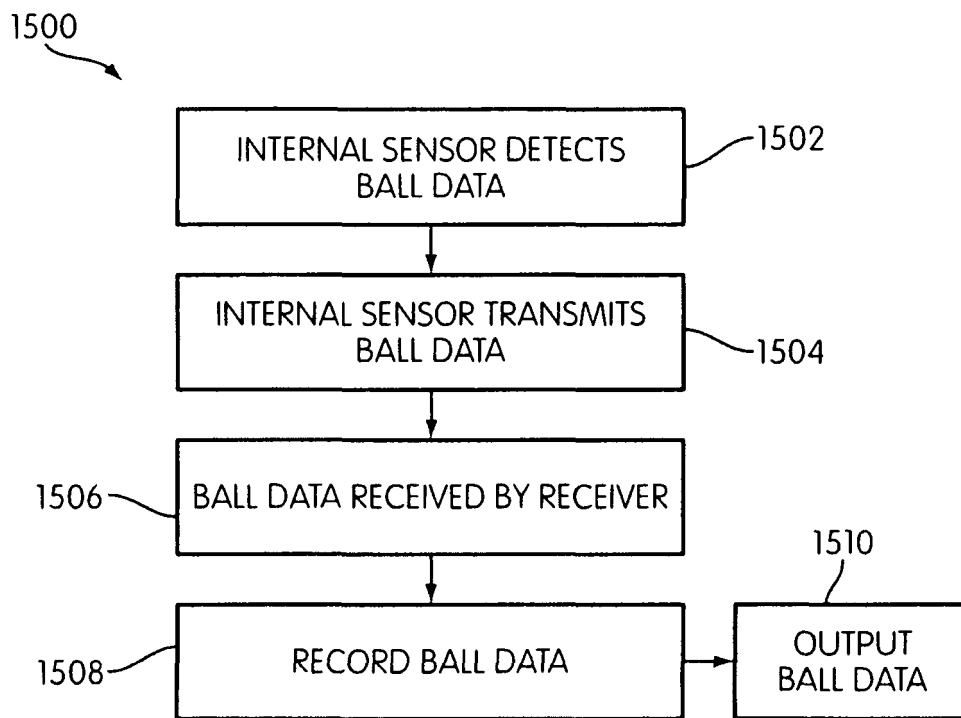 1500
INTERNAL SENSOR DETECTS
BALL DATA
1502
INTERNAL SENSOR TRANSMITS
BALL DATA
1504
1506
BALL DATA RECEIVED BY RECEIVER
1510
1508
RECORD BALL DATA
OUTPUT
BALL DATA